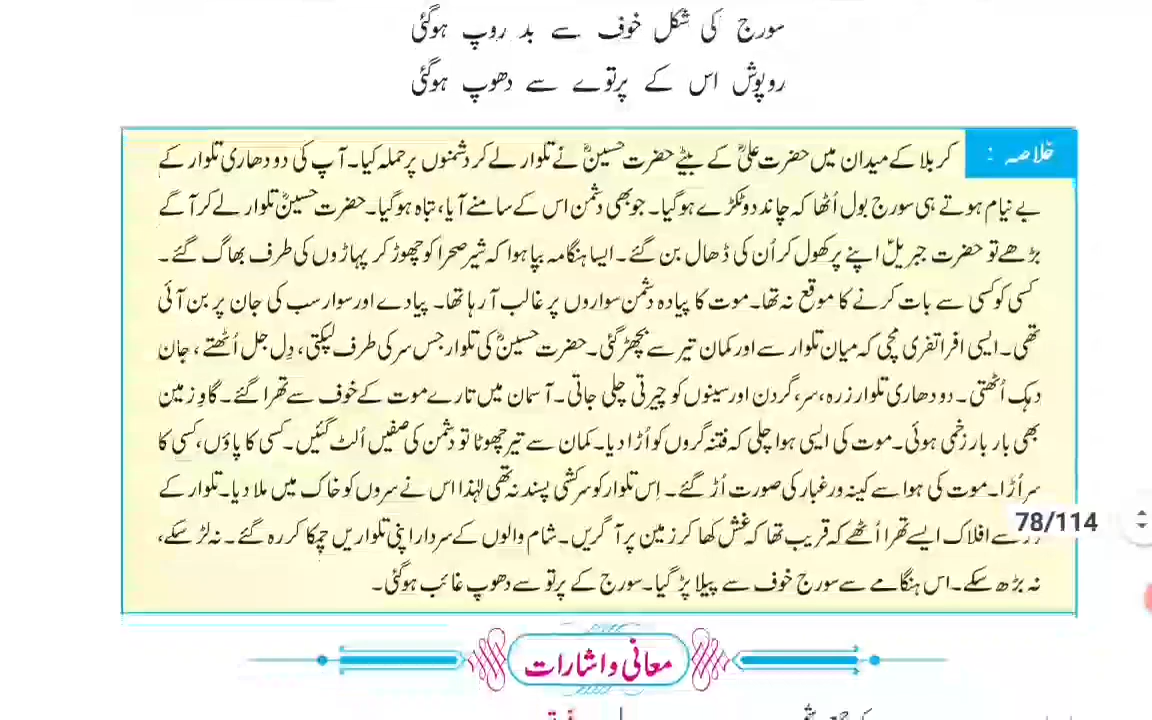 سورج کی شکل خوف سے بد روپ ہوگئی
روپوش اس کے پرتوے سے دھوپ ہوگئی
خلاصہ : کربلا کے میدان میں حضرت علیؓ کے بیٹے حضرت حسینؓ نے تلوار لے کر دشمنوں پر حملہ کیا۔ آپ کی دو دھاری تلوار کے
بے نیام ہوتے ہی سورج بول اُٹھا کہ چاند دو ٹکڑے ہوگیا۔ جو بھی دشمن اس کے سامنے آیا، تباہ ہوگیا۔ حضرت حسینؓ تلوار لے کر آگے
بڑھے تو حضرت جبریلؑ اپنے پر کھول کر اُن کی ڈھال بن گئے۔ ایسا ہنگامہ بپا ہوا کہ شیر صحرا کو چھوڑ کر پہاڑوں کی طرف بھاگ گئے۔
کسی کو کسی سے بات کرنے کا موقع نہ تھا۔ موت کا پیادہ دشمن سواروں پر غالب آ رہا تھا۔ پیادے اور سوار سب کی جان پر بن آئی
تھی۔ ایسی افراتفری مچی کہ میان تلوار سے اور کمان تیر سے بچھڑ گئی۔ حضرت حسینؓ کی تلوار جس سر کی طرف لپکتی، دِل جل اُٹھتے، جان
دہک اُٹھتی۔ دو دھاری تلوار زرہ، سر، گردن اور سینوں کو چیرتی چلی جاتی۔ آسمان میں تارے موت کے خوف سے تھرا گئے۔ گاوِ زمین
بھی بار بار زخمی ہوئی۔ موت کی ایسی ہوا چلی کہ فتنہ گروں کو اُڑا دیا۔ کمان سے تیر چھوٹا تو دشمن کی صفیں اُلٹ گئیں۔ کسی کا پاؤں، کسی کا
سر اُڑا۔ موت کی ہوا سے کینہ ور غبار کی صورت اُڑ گئے۔ اِس تلوار کو سرکشی پسند نہ تھی لہٰذا اس نے سروں کو خاک میں ملا دیا۔ تلوار کے
سے افلاک ایسے تھرا اُٹھے کہ قریب تھا کہ غش کھا کر زمین پر آ گریں۔ شام والوں کے سردار اپنی تلواریں چمکا کر رہ گئے۔ نہ لڑ سکے،
نہ بڑھ سکے۔ اس ہنگامے سے سورج خوف سے پیلا پڑ گیا۔ سورج کے پرتو سے دھوپ غائب ہوگئی۔
78/114
معانی و اشارات